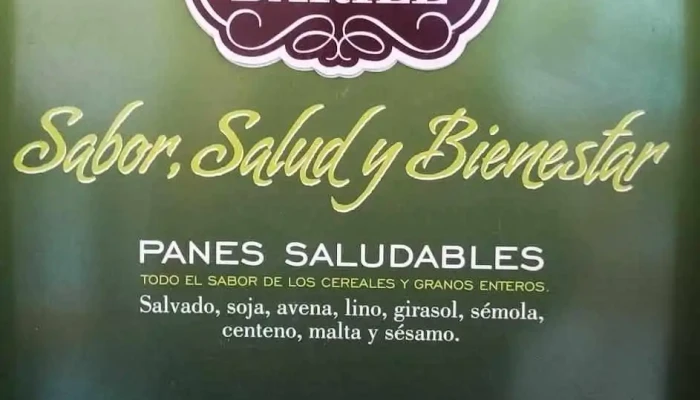 Sabor, Salud y Bienestar
PANES SALUDABLES
TODO EL SABOR DE LOS CEREALES Y GRANOS ENTEROS.
Salvado, soja, avena, lino, girasol, sémola,
centeno, malta y sésamo.